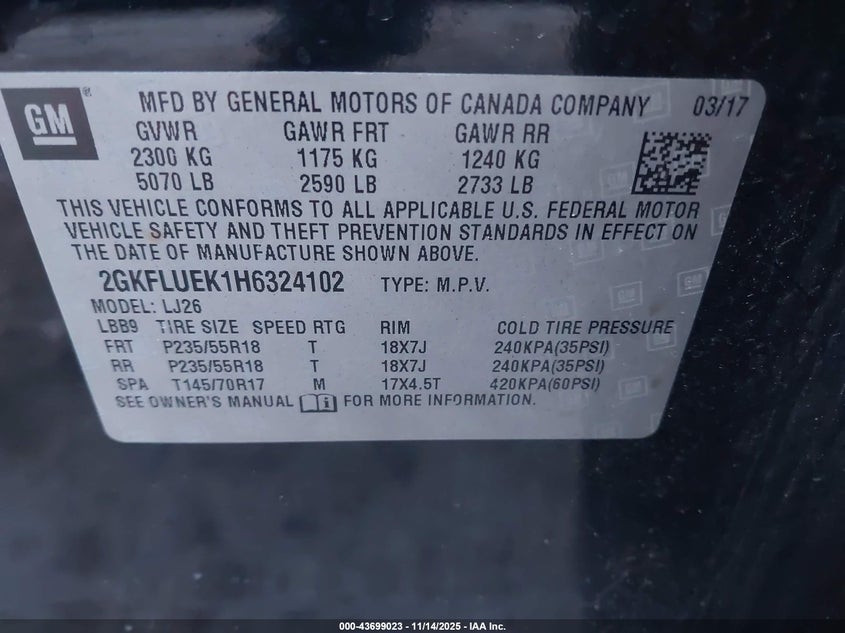 GM®
MFD BY GENERAL MOTORS OF CANADA COMPANY 03/17
GVWR GAWR FRT GAWR RR
2300 KG 1175 KG 1240 KG
5070 LB 2590 LB 2733 LB
THIS VEHICLE CONFORMS TO ALL APPLICABLE U.S. FEDERAL MOTOR
VEHICLE SAFETY AND THEFT PREVENTION STANDARDS IN EFFECT ON
THE DATE OF MANUFACTURE SHOWN ABOVE.
2GKFLUEK1H6324102 TYPE: M.P.V.
MODEL: LJ26
LBB9 TIRE SIZE SPEED RTG RIM COLD TIRE PRESSURE
FRT P235/55R18 T 18X7J 240KPA(35PSI)
RR P235/55R18 T 18X7J 240KPA(35PSI)
SPA T145/70R17 M 17X4.5T 420KPA(60PSI)
SEE OWNER'S MANUAL FOR MORE INFORMATION.
000-43699023 - 11/14/2025 - IAA Inc.